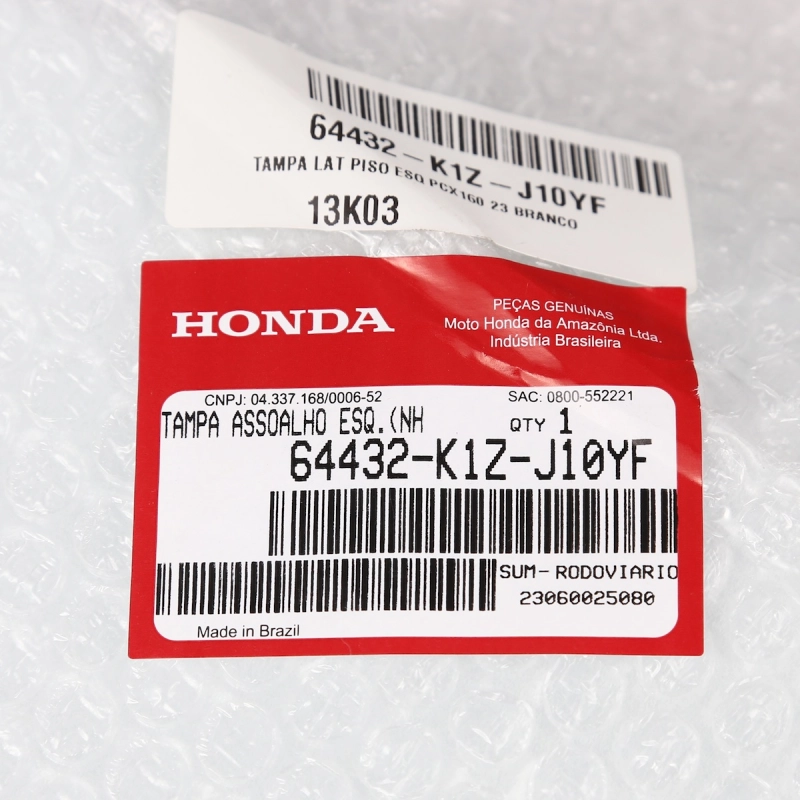 64432-K1Z-J10YF
TAMPA LAT PISO ESQ PCX160 23 BRANCO
13K03
HONDA
PEÇAS GENUÍNAS
Moto Honda da Amazônia Ltda.
Indústria Brasileira
CNPJ: 04.337.168/0006-52 SAC: 0800-552221
TAMPA ASSOALHO ESQ.(NH QTY 1
64432-K1Z-J10YF
SUM-RODOVIARIO
23060025080
Made in Brazil